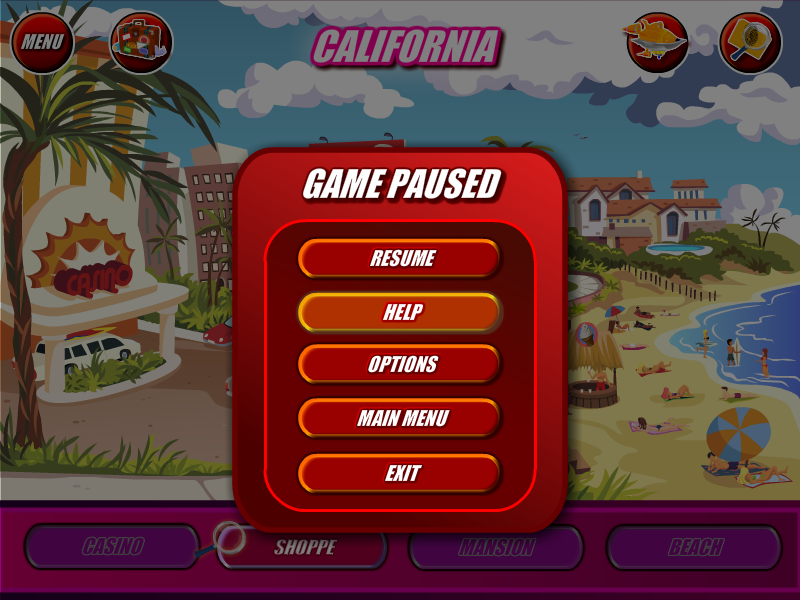 MENU
CALIFORNIA
GAME PAUSED
RESUME
HELP
OPTIONS
MAIN MENU
EXIT
CASINO
CASINO
SHOPPE
MANSION
BEACH